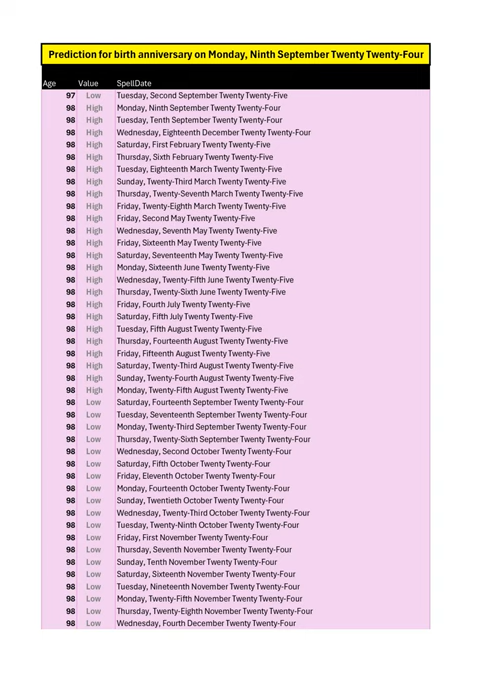 Prediction for birth anniversary on Monday, Ninth September Twenty Twenty-Four
Age Value SpellDate
97 Low Tuesday, Second September Twenty Twenty-Five
98 High Monday, Ninth September Twenty Twenty-Four
98 High Tuesday, Tenth September Twenty Twenty-Four
98 High Wednesday, Eighteenth December Twenty Twenty-Four
98 High Saturday, First February Twenty Twenty-Five
98 High Thursday, Sixth February Twenty Twenty-Five
98 High Tuesday, Eighteenth March Twenty Twenty-Five
98 High Sunday, Twenty-Third March Twenty Twenty-Five
98 High Thursday, Twenty-Seventh March Twenty Twenty-Five
98 High Friday, Twenty-Eighth March Twenty Twenty-Five
98 High Friday, Second May Twenty Twenty-Five
98 High Wednesday, Seventh May Twenty Twenty-Five
98 High Friday, Sixteenth May Twenty Twenty-Five
98 High Saturday, Seventeenth May Twenty Twenty-Five
98 High Monday, Sixteenth June Twenty Twenty-Five
98 High Wednesday, Twenty-Fifth June Twenty Twenty-Five
98 High Thursday, Twenty-Sixth June Twenty Twenty-Five
98 High Friday, Fourth July Twenty Twenty-Five
98 High Saturday, Fifth July Twenty Twenty-Five
98 High Tuesday, Fifth August Twenty Twenty-Five
98 High Thursday, Fourteenth August Twenty Twenty-Five
98 High Friday, Fifteenth August Twenty Twenty-Five
98 High Saturday, Twenty-Third August Twenty Twenty-Five
98 High Sunday, Twenty-Fourth August Twenty Twenty-Five
98 High Monday, Twenty-Fifth August Twenty Twenty-Five
98 Low Saturday, Fourteenth September Twenty Twenty-Four
98 Low Tuesday, Seventeenth September Twenty Twenty-Four
98 Low Monday, Twenty-Third September Twenty Twenty-Four
98 Low Thursday, Twenty-Sixth September Twenty Twenty-Four
98 Low Wednesday, Second October Twenty Twenty-Four
98 Low Saturday, Fifth October Twenty Twenty-Four
98 Low Friday, Eleventh October Twenty Twenty-Four
98 Low Monday, Fourteenth October Twenty Twenty-Four
98 Low Sunday, Twentieth October Twenty Twenty-Four
98 Low Wednesday, Twenty-Third October Twenty Twenty-Four
98 Low Tuesday, Twenty-Ninth October Twenty Twenty-Four
98 Low Friday, First November Twenty Twenty-Four
98 Low Thursday, Seventh November Twenty Twenty-Four
98 Low Sunday, Tenth November Twenty Twenty-Four
98 Low Saturday, Sixteenth November Twenty Twenty-Four
98 Low Tuesday, Nineteenth November Twenty Twenty-Four
98 Low Monday, Twenty-Fifth November Twenty Twenty-Four
98 Low Thursday, Twenty-Eighth November Twenty Twenty-Four
98 Low Wednesday, Fourth December Twenty Twenty-Four